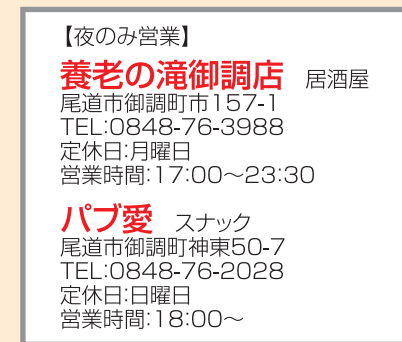 【夜のみ営業】
養老の滝御調店 居酒屋
尾道市御調町市157-1
TEL:0848-76-3988
定休日:月曜日
営業時間:17:00〜23:30
パブ愛 スナック
尾道市御調町神東50-7
TEL:0848-76-2028
定休日:日曜日
営業時間:18:00〜